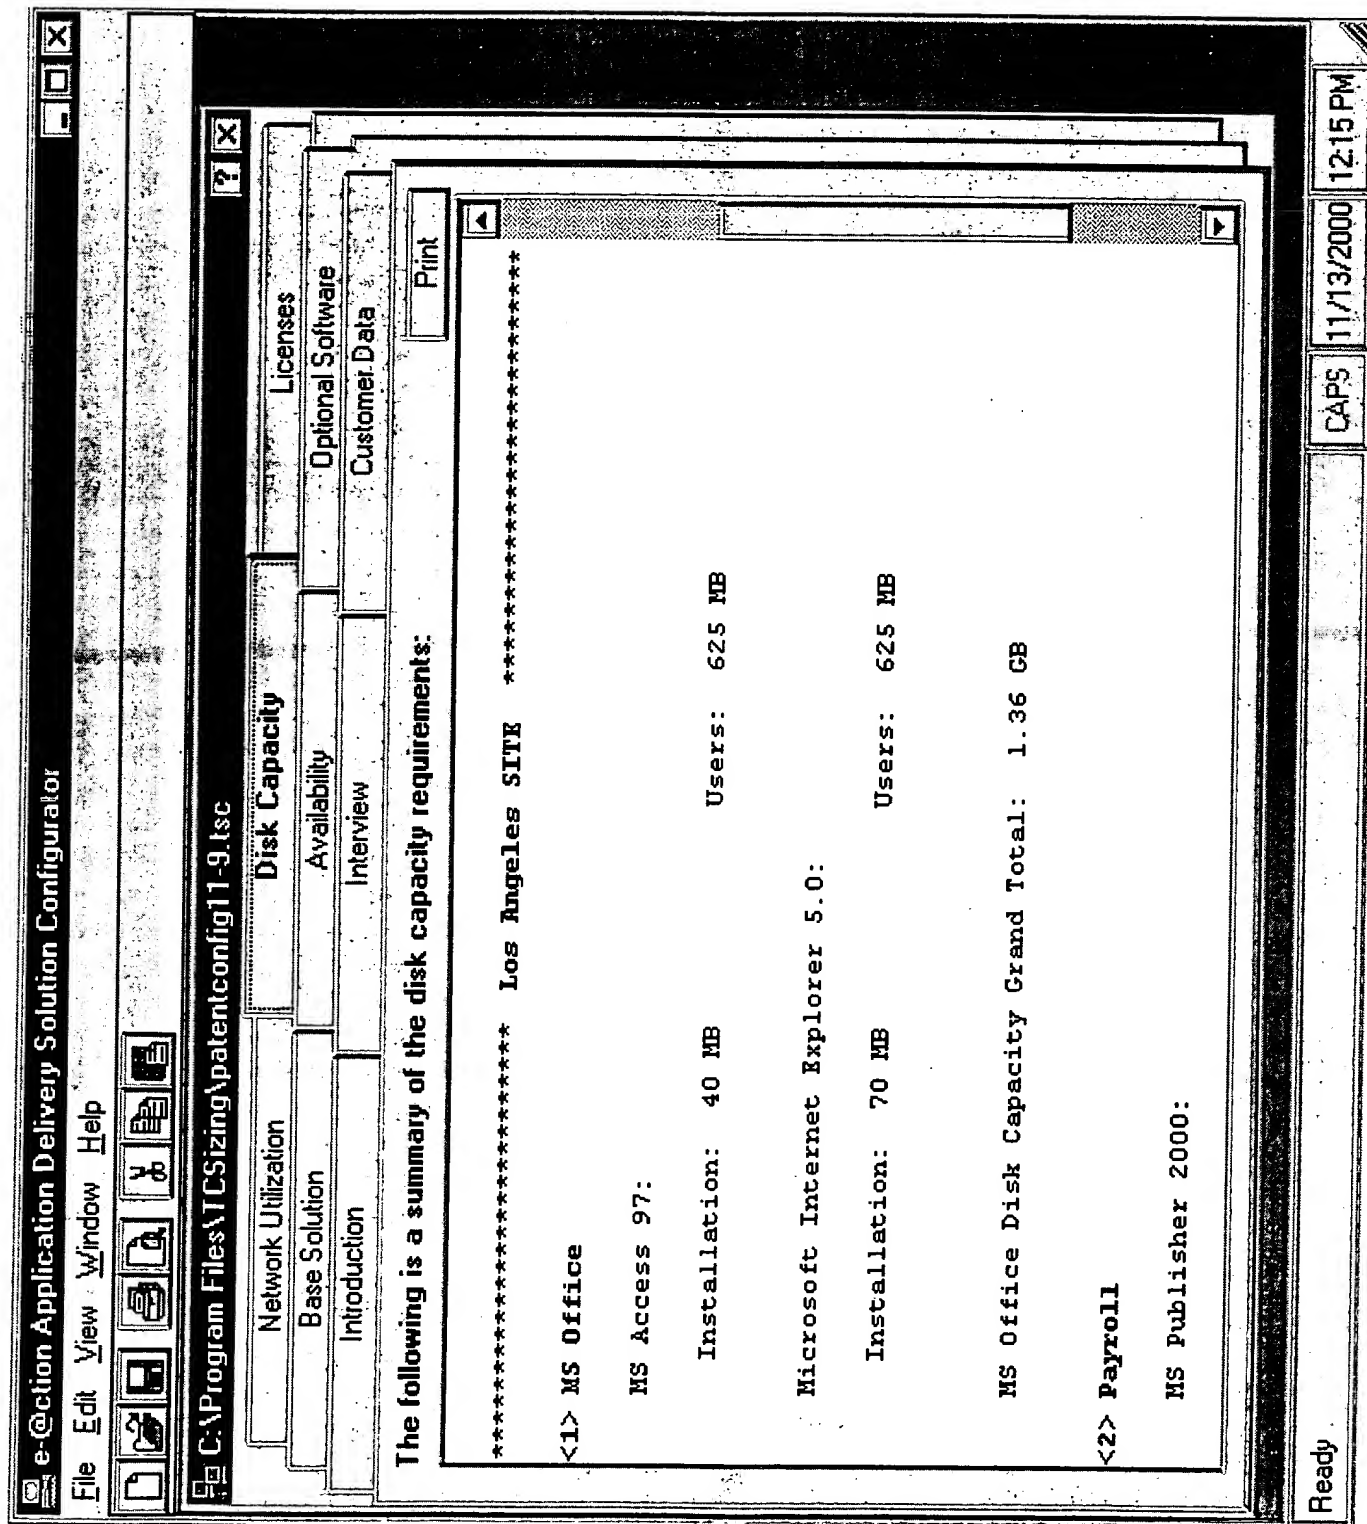 e-@ction Application Delivery Solution Configurator
File Edit View Window Help
C:\Program Files\TCSizing\patentconfig11-9.tsc
Network Utilization Disk Capacity Licenses
Base Solution Availability Optional Software
Introduction Interview Customer Data
The following is a summary of the disk capacity requirements: Print
************************** Los Angeles SITE **************************
<1> MS Office
MS Access 97:
Installation: 40 MB Users: 625 MB
Microsoft Internet Explorer 5.0:
Installation: 70 MB Users: 625 MB
MS Office Disk Capacity Grand Total: 1.36 GB
<2> Payroll
MS Publisher 2000:
Ready CAPS 11/13/2000 12:15 PM